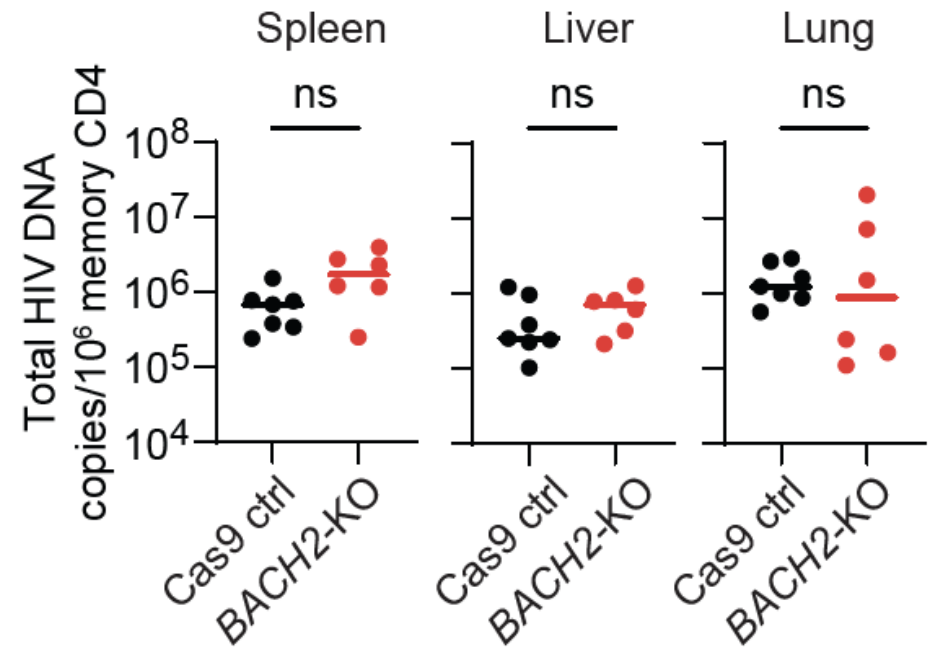 Spleen
Liver
Lung
ns
ns
ns
Total HIV DNA
copies/10⁶ memory CD4
10⁸
10⁷
10⁶
10⁵
10⁴
Cas9 ctrl
BACH2-KO
Cas9 ctrl
BACH2-KO
Cas9 ctrl
BACH2-KO